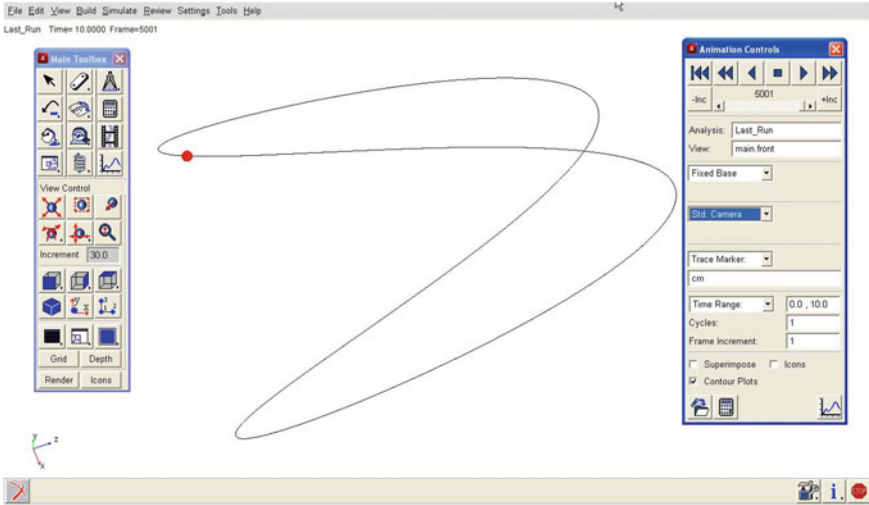 File Edit View Build Simulate Review Settings Tools Help
Last_Run Time= 10.0000 Frame=5001
Main Toolbox
View Control
Increment 30.0
Grid Depth
Render Icons
y
z
x
Animation Controls
5001
-Inc +Inc
Analysis: Last_Run
View: main.front
Fixed Base
Std. Camera
Trace Marker:
cm
Time Range: 0.0 , 10.0
Cycles: 1
Frame Increment: 1
Superimpose Icons
Contour Plots
i
STOP